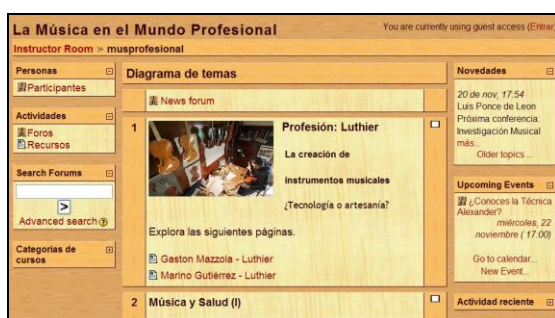 La Música en el Mundo Profesional
You are currently using guest access (Entrar)
Instructor Room » musprofesional
Personas
Participantes
Actividades
Foros
Recursos
Search Forums
>
Advanced search
Categorías de
cursos
Diagrama de temas
News forum
1
Profesión: Luthier
La creación de
instrumentos musicales
¿Tecnología o artesanía?
Explora las siguientes páginas.
Gaston Mazzola - Luthier
Marino Gutiérrez - Luthier
2 Música y Salud (I)
Novedades
20 de nov, 17:54
Luis Ponce de Leon
Próxima conferencia:
Investigación Musical
más...
Older topics ...
Upcoming Events
¿Conoces la Técnica
Alexander?
miércoles, 22
noviembre ( 17:00)
Go to calendar...
New Event...
Actividad reciente